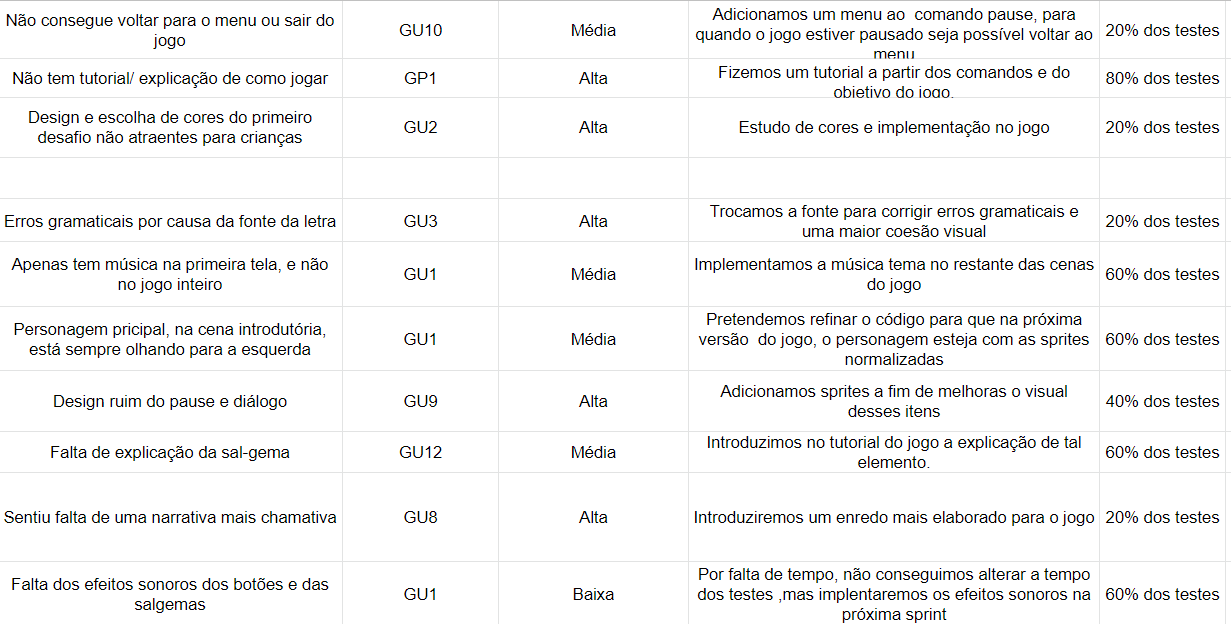 Não consegue voltar para o menu ou sair do
jogo
GU10
Média
Adicionamos um menu ao  comando pause, para
quando o jogo estiver pausado seja possível voltar ao
menu
20% dos testes
Não tem tutorial/ explicação de como jogar
GP1
Alta
Fizemos um tutorial a partir dos comandos e do
objetivo do jogo.
80% dos testes
Design e escolha de cores do primeiro
desafio não atraentes para crianças
GU2
Alta
Estudo de cores e implementação no jogo
20% dos testes
Erros gramaticais por causa da fonte da letra
GU3
Alta
Trocamos a fonte para corrigir erros gramaticais e
uma maior coesão visual
20% dos testes
Apenas tem música na primeira tela, e não
no jogo inteiro
GU1
Média
Implementamos a música tema no restante das cenas
do jogo
60% dos testes
Personagem pricipal, na cena introdutória,
está sempre olhando para a esquerda
GU1
Média
Pretendemos refinar o código para que na próxima
versão  do jogo, o personagem esteja com as sprites
normalizadas
60% dos testes
Design ruim do pause e diálogo
GU9
Alta
Adicionamos sprites a fim de melhoras o visual
desses itens
40% dos testes
Falta de explicação da sal-gema
GU12
Média
Introduzimos no tutorial do jogo a explicação de tal
elemento.
60% dos testes
Sentiu falta de uma narrativa mais chamativa
GU8
Alta
Introduziremos um enredo mais elaborado para o jogo
20% dos testes
Falta dos efeitos sonoros dos botões e das
salgemas
GU1
Baixa
Por falta de tempo, não conseguimos alterar a tempo
dos testes ,mas implentaremos os efeitos sonoros na
próxima sprint
60% dos testes